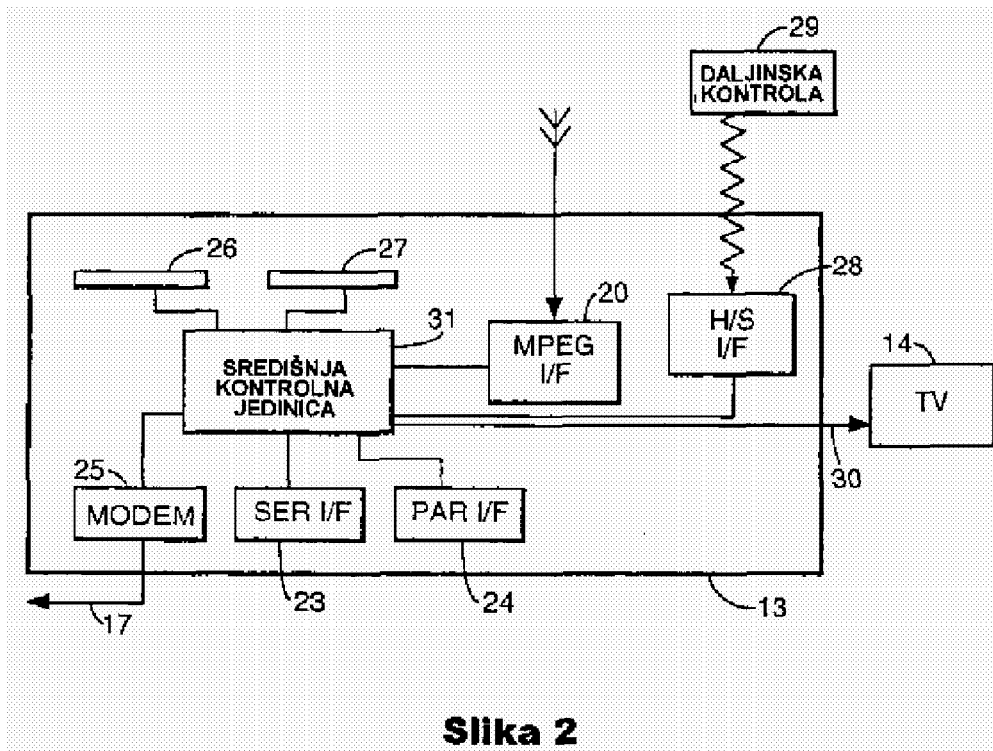 29
DALJINSKA
KONTROLA
26
27
20
28
31
MPEG
I/F
H/S
I/F
14
SREDIŠNJA
KONTROLNA
JEDINICA
TV
25
30
MODEM
SER I/F
PAR I/F
17
23
24
13
Slika 2